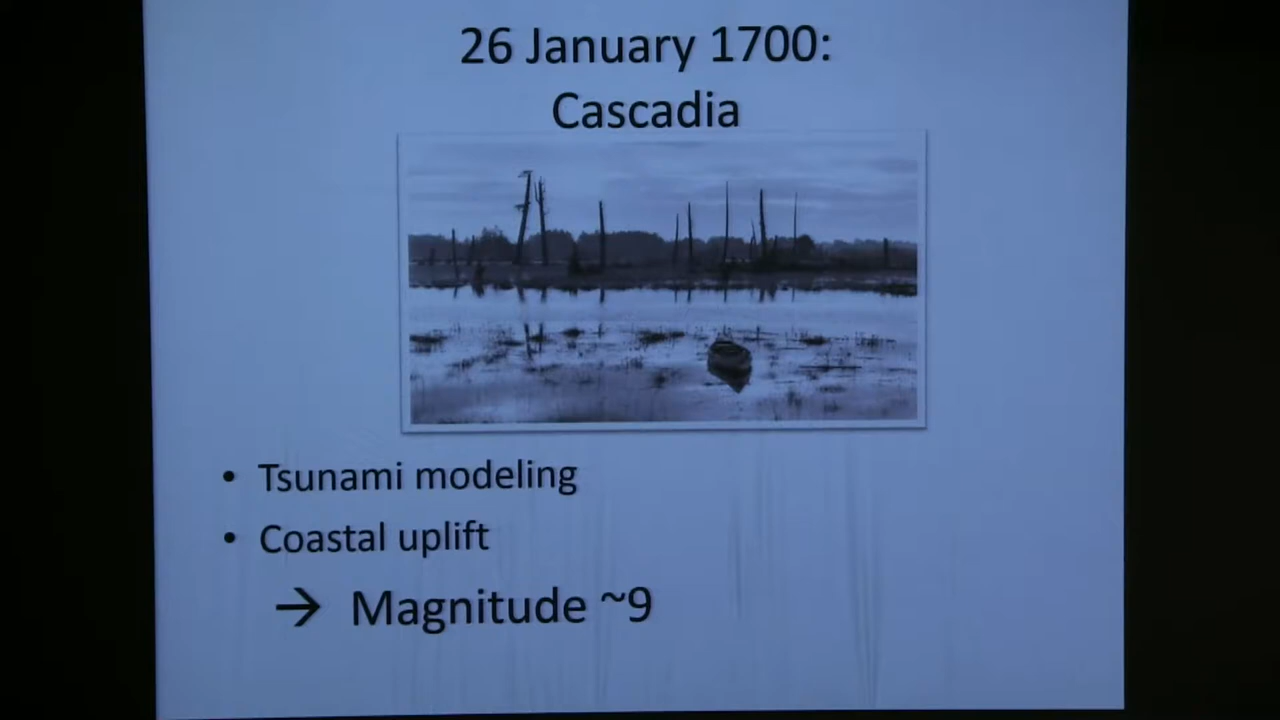 26 January 1700:
Cascadia
• Tsunami modeling
• Coastal uplift
→ Magnitude ~9